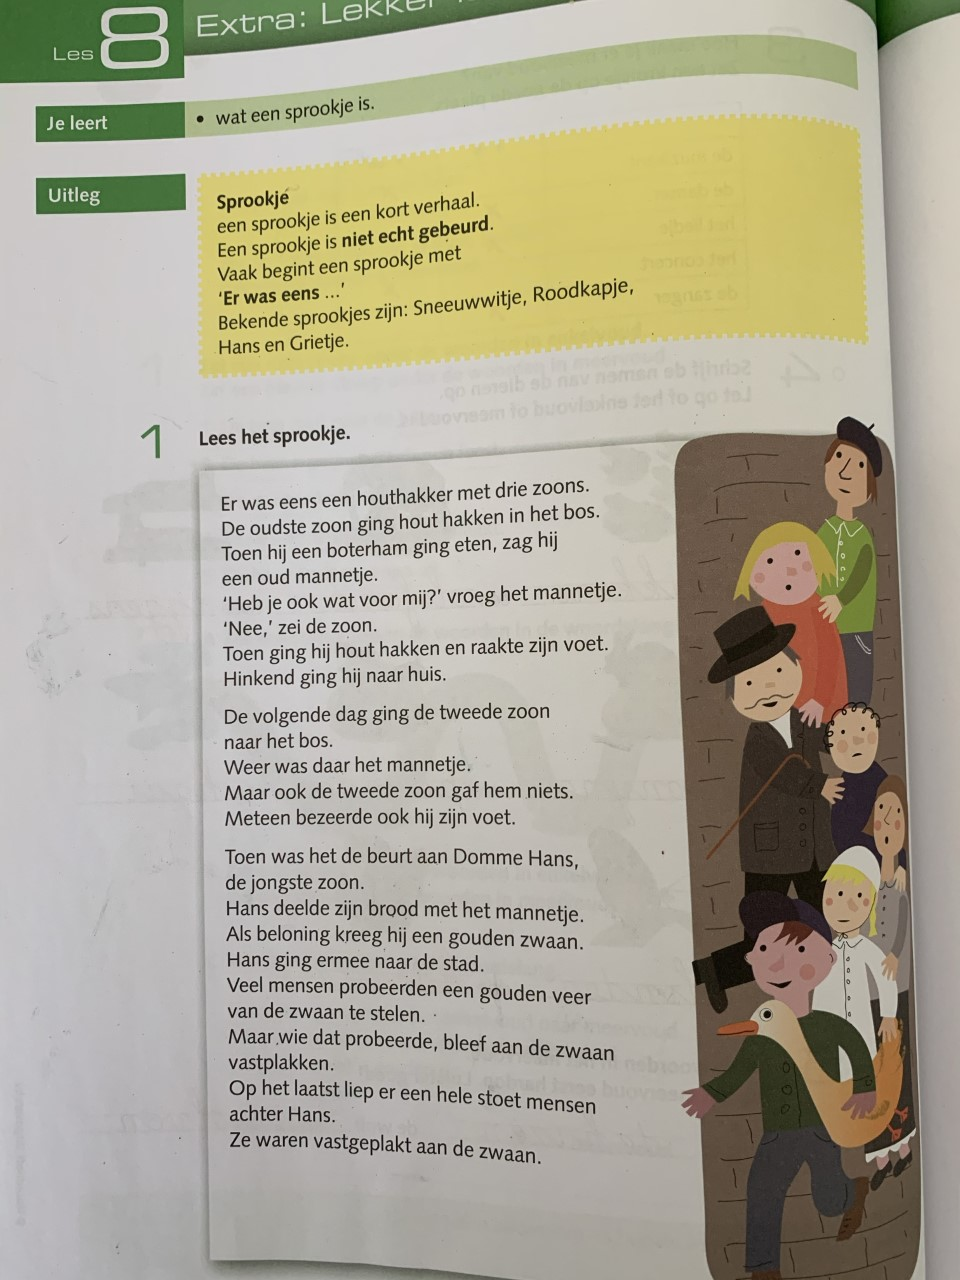 Les 8
Extra: Lekker
Je leert
• wat een sprookje is.
Uitleg
Sprookje
een sprookje is een kort verhaal.
Een sprookje is niet echt gebeurd.
Vaak begint een sprookje met
‘Er was eens ...’
Bekende sprookjes zijn: Sneeuwwitje, Roodkapje,
Hans en Grietje.
1 Lees het sprookje.
Er was eens een houthakker met drie zoons.
De oudste zoon ging hout hakken in het bos.
Toen hij een boterham ging eten, zag hij
een oud mannetje.
‘Heb je ook wat voor mij?’ vroeg het mannetje.
‘Nee,’ zei de zoon.
Toen ging hij hout hakken en raakte zijn voet.
Hinkend ging hij naar huis.
De volgende dag ging de tweede zoon
naar het bos.
Weer was daar het mannetje.
Maar ook de tweede zoon gaf hem niets.
Meteen bezeerde ook hij zijn voet.
Toen was het de beurt aan Domme Hans,
de jongste zoon.
Hans deelde zijn brood met het mannetje.
Als beloning kreeg hij een gouden zwaan.
Hans ging ermee naar de stad.
Veel mensen probeerden een gouden veer
van de zwaan te stelen.
Maar wie dat probeerde, bleef aan de zwaan
vastplakken.
Op het laatst liep er een hele stoet mensen
achter Hans.
Ze waren vastgeplakt aan de zwaan.